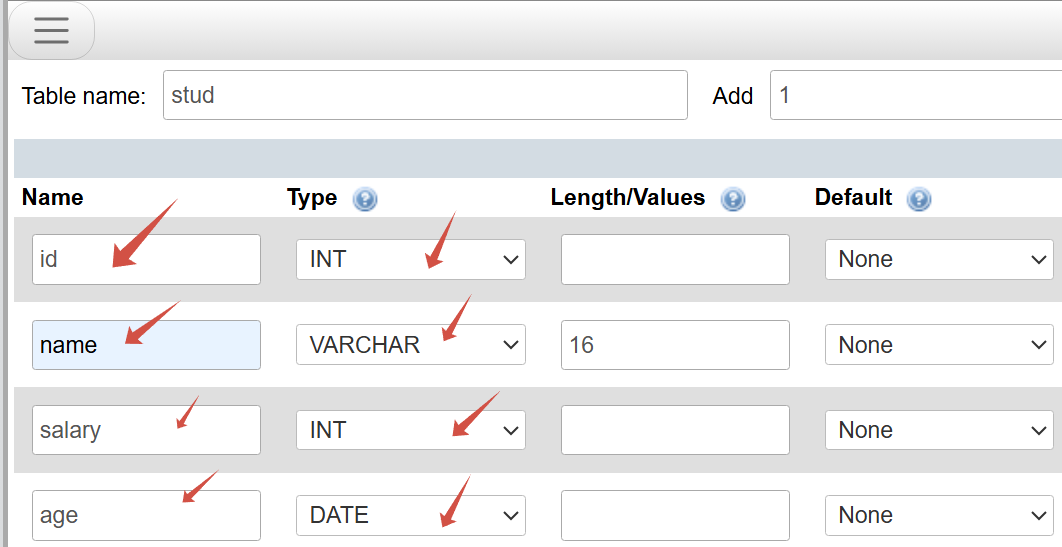 Table name: stud Add 1
Name Type Length/Values Default
id INT None
name VARCHAR 16 None
salary INT None
age DATE None